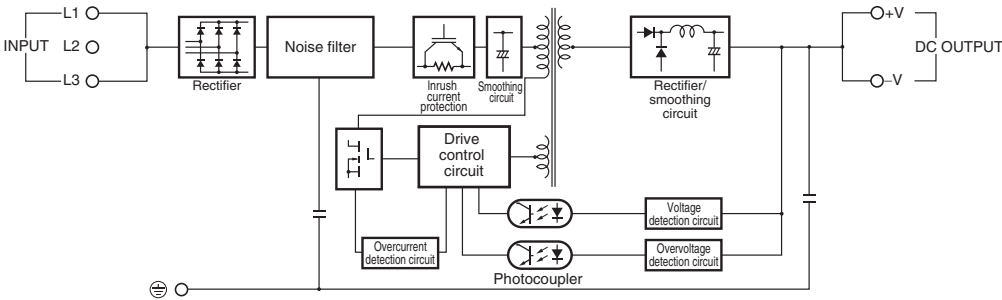 L1
INPUT
L2
L3
Rectifier
Noise filter
Inrush
current
protection
Smoothing
circuit
Rectifier/
smoothing
circuit
+V
DC OUTPUT
−V
Drive
control
circuit
Overcurrent
detection circuit
Voltage
detection circuit
Overvoltage
detection circuit
Photocoupler